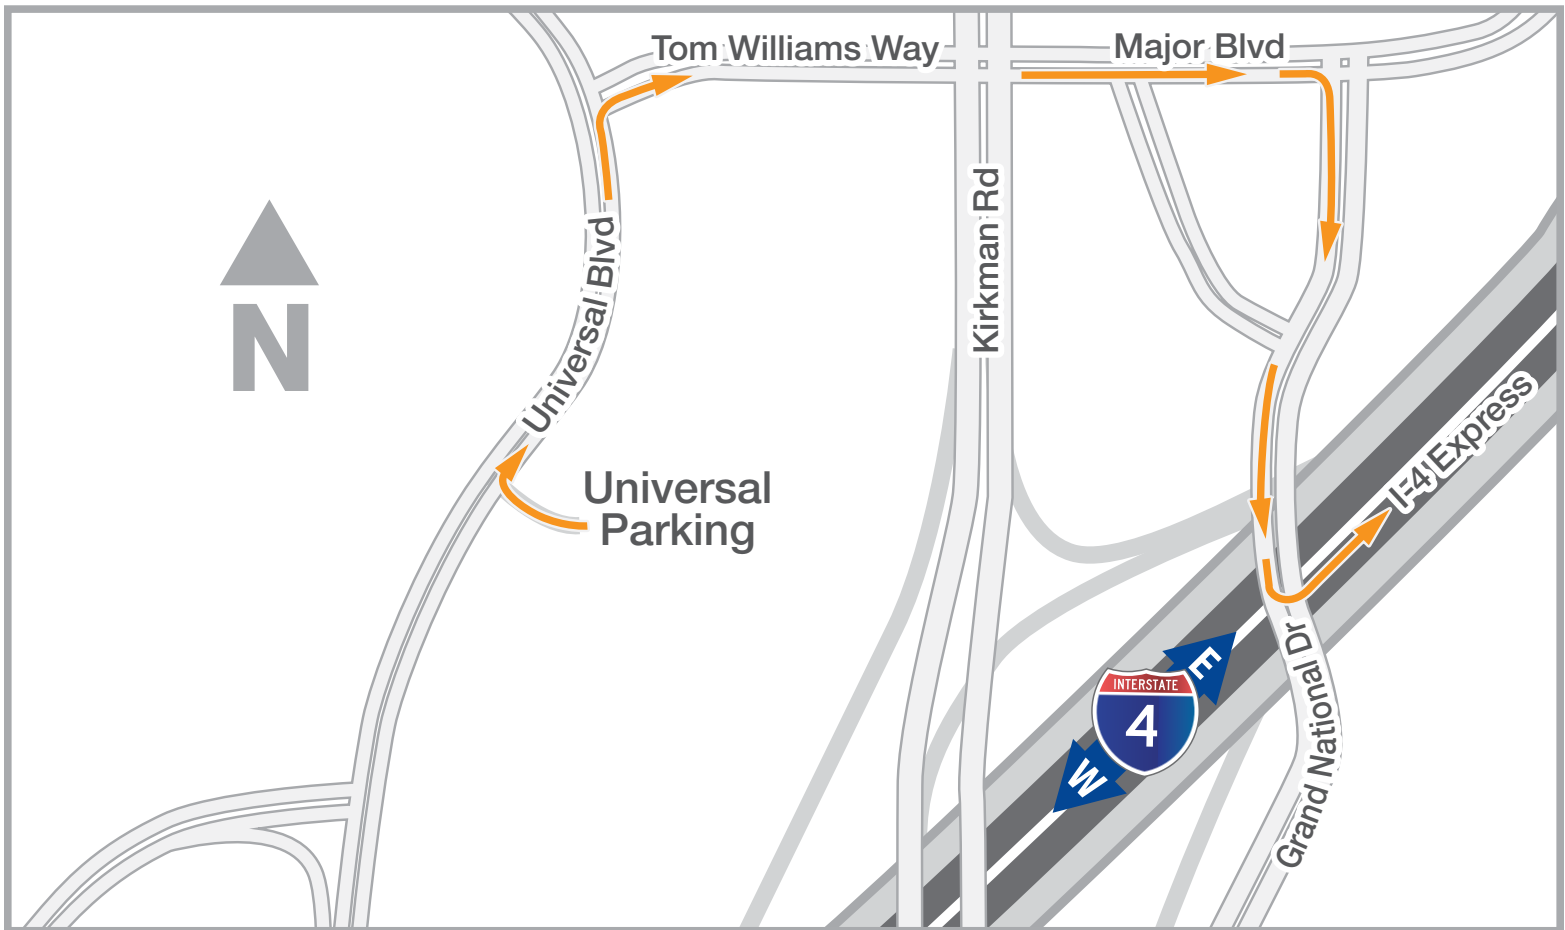 Tom Williams Way
Major Blvd
Kirkman Rd
Universal Blvd
N
I-4 Express
Universal
Parking
E
INTERSTATE
4
W
Grand National Dr